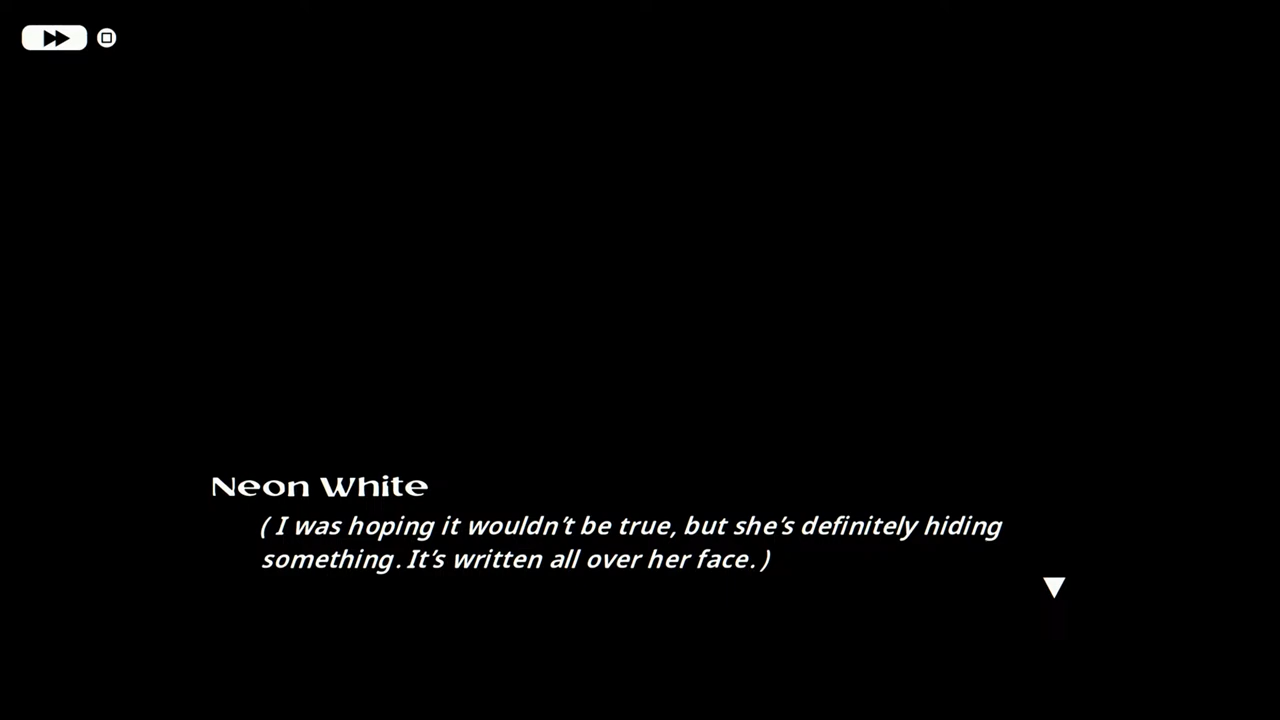 Neon White
( I was hoping it wouldn’t be true, but she’s definitely hiding
something. It’s written all over her face. )